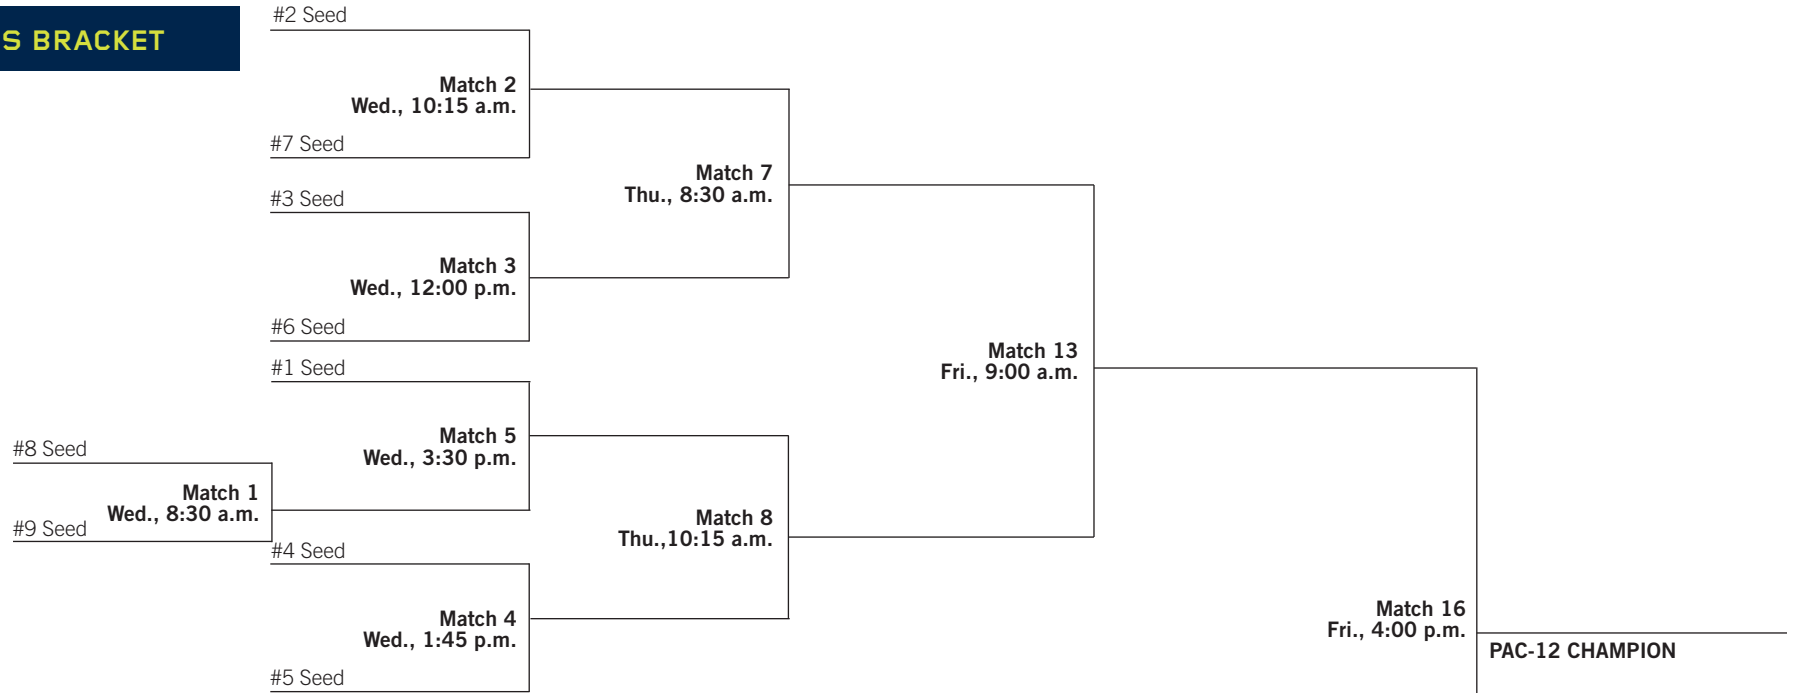 S BRACKET
#2 Seed
Match 2
Wed., 10:15 a.m.
#7 Seed
#3 Seed
Match 3
Wed., 12:00 p.m.
#6 Seed
Match 7
Thu., 8:30 a.m.
#1 Seed
Match 5
Wed., 3:30 p.m.
#8 Seed
Match 1
Wed., 8:30 a.m.
#9 Seed
#4 Seed
Match 4
Wed., 1:45 p.m.
#5 Seed
Match 8
Thu.,10:15 a.m.
Match 13
Fri., 9:00 a.m.
Match 16
Fri., 4:00 p.m.
PAC-12 CHAMPION